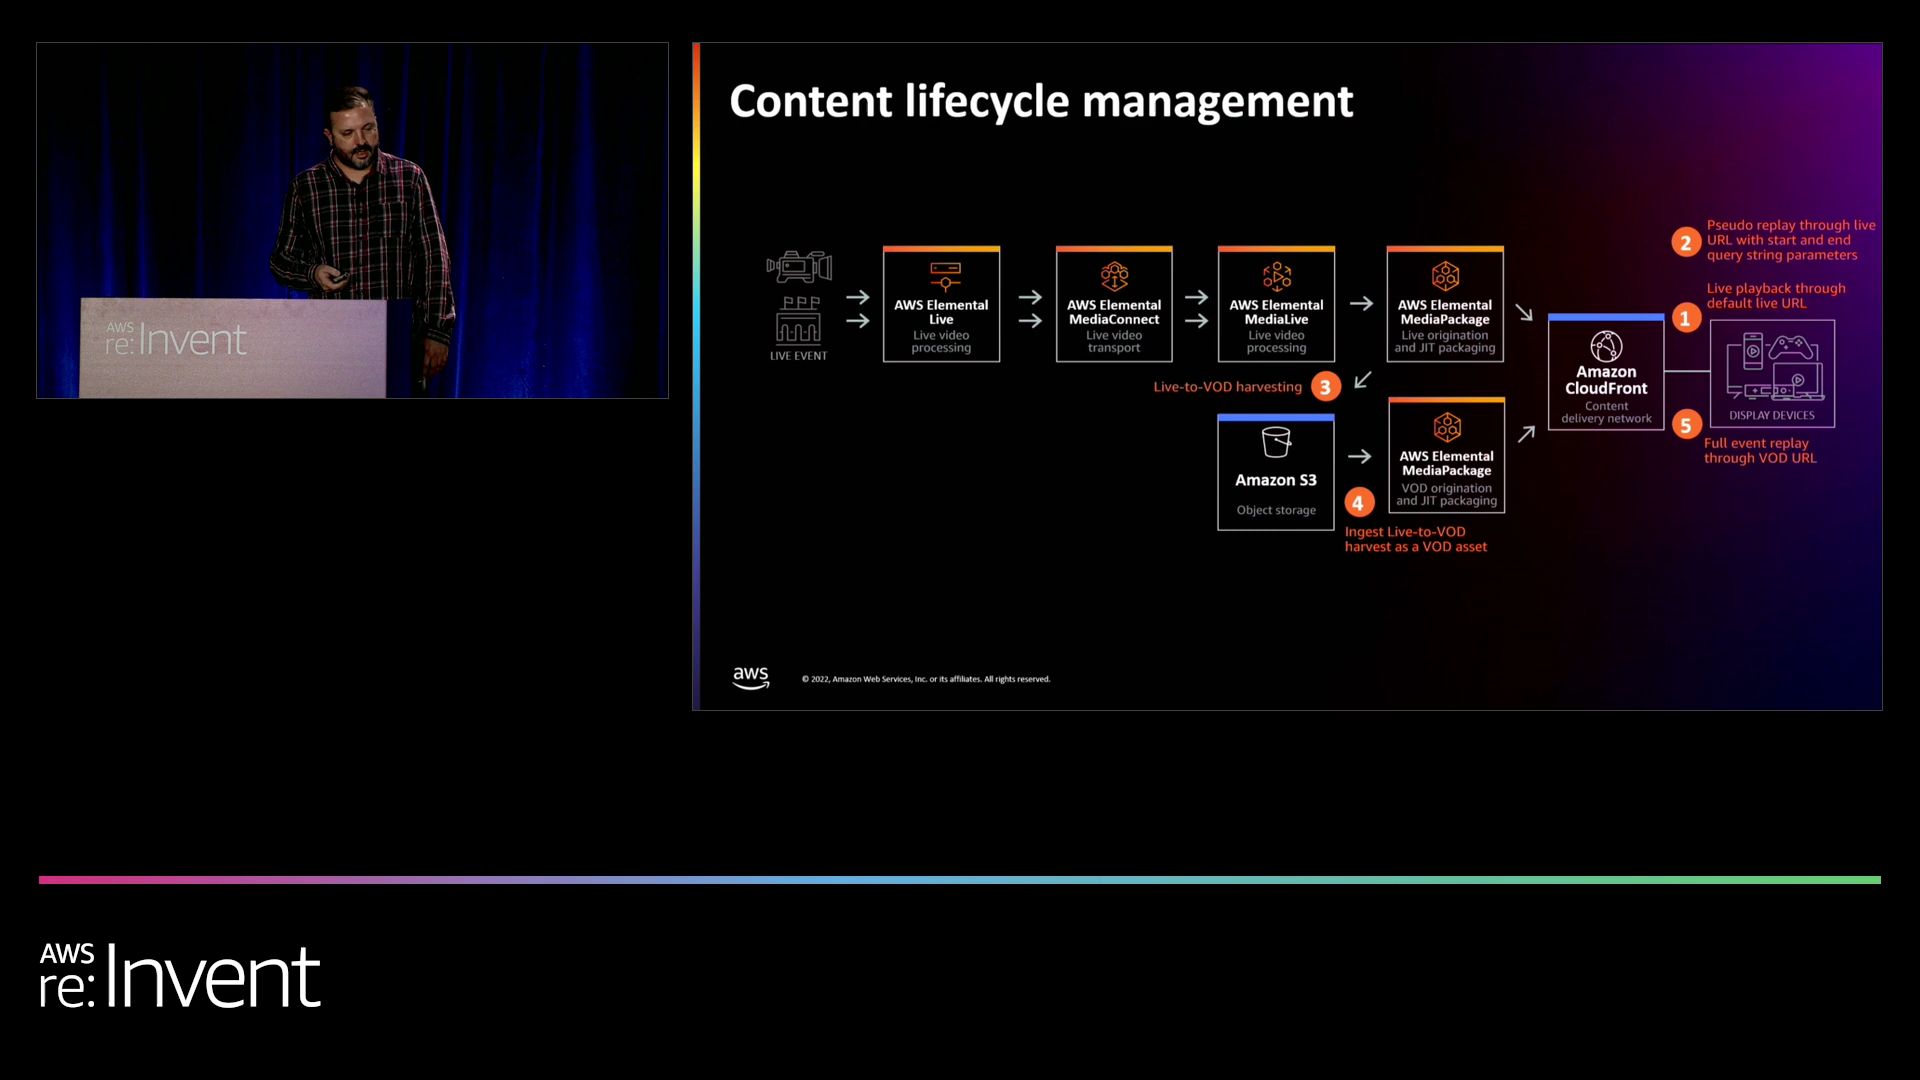 AWS
re:Invent
Content lifecycle management
LIVE EVENT
AWS Elemental
Live
Live video
processing
AWS Elemental
MediaConnect
Live video
transport
AWS Elemental
MediaLive
Live video
processing
AWS Elemental
MediaPackage
Live origination
and JIT packaging
2
Pseudo replay through live
URL with start and end
query string parameters
Live playback through
default live URL
1
Amazon
CloudFront
Content
delivery network
DISPLAY DEVICES
5
Full event replay
through VOD URL
Live-to-VOD harvesting
3
Amazon S3
Object storage
AWS Elemental
MediaPackage
VOD origination
and JIT packaging
4
Ingest Live-to-VOD
harvest as a VOD asset
aws
© 2022, Amazon Web Services, Inc. or its affiliates. All rights reserved.
AWS
re:Invent